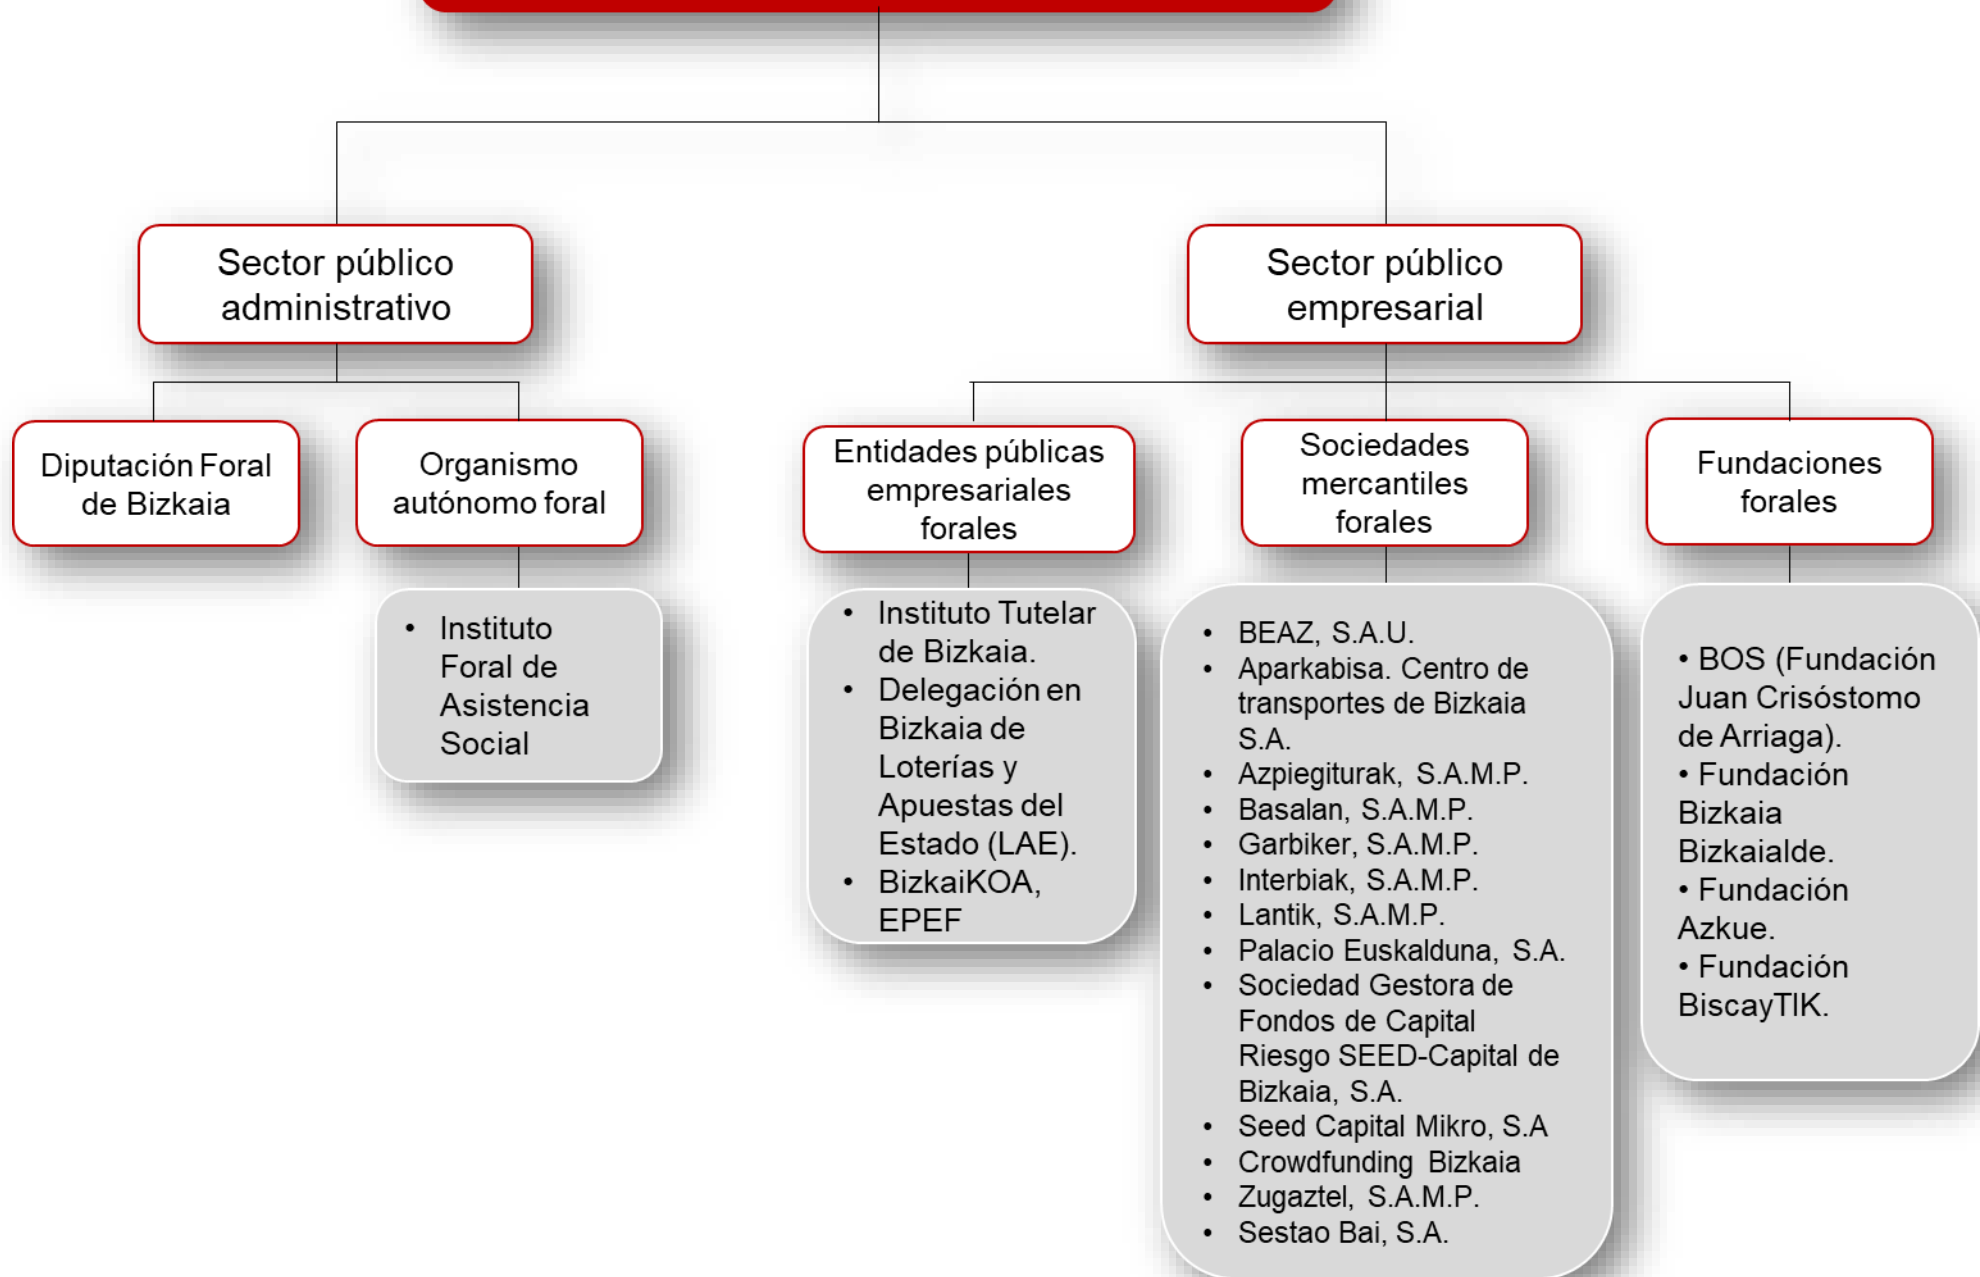 Sector público
administrativo
Sector público
empresarial
Diputación Foral
de Bizkaia
Organismo
autónomo foral
Entidades públicas
empresariales
forales
Sociedades
mercantiles
forales
Fundaciones
forales
• Instituto
Foral de
Asistencia
Social
• Instituto Tutelar
de Bizkaia.
• Delegación en
Bizkaia de
Loterías y
Apuestas del
Estado (LAE).
• BizkaiKOA,
EPEF
• BEAZ, S.A.U.
• Aparkabisa. Centro de
transportes de Bizkaia
S.A.
• Azpiegiturak, S.A.M.P.
• Basalan, S.A.M.P.
• Garbiker, S.A.M.P.
• Interbiak, S.A.M.P.
• Lantik, S.A.M.P.
• Palacio Euskalduna, S.A.
• Sociedad Gestora de
Fondos de Capital
Riesgo SEED-Capital de
Bizkaia, S.A.
• Seed Capital Mikro, S.A
• Crowdfunding Bizkaia
• Zugaztel, S.A.M.P.
• Sestao Bai, S.A.
• BOS (Fundación
Juan Crisóstomo
de Arriaga).
• Fundación
Bizkaia
Bizkaialde.
• Fundación
Azkue.
• Fundación
BiscayTIK.